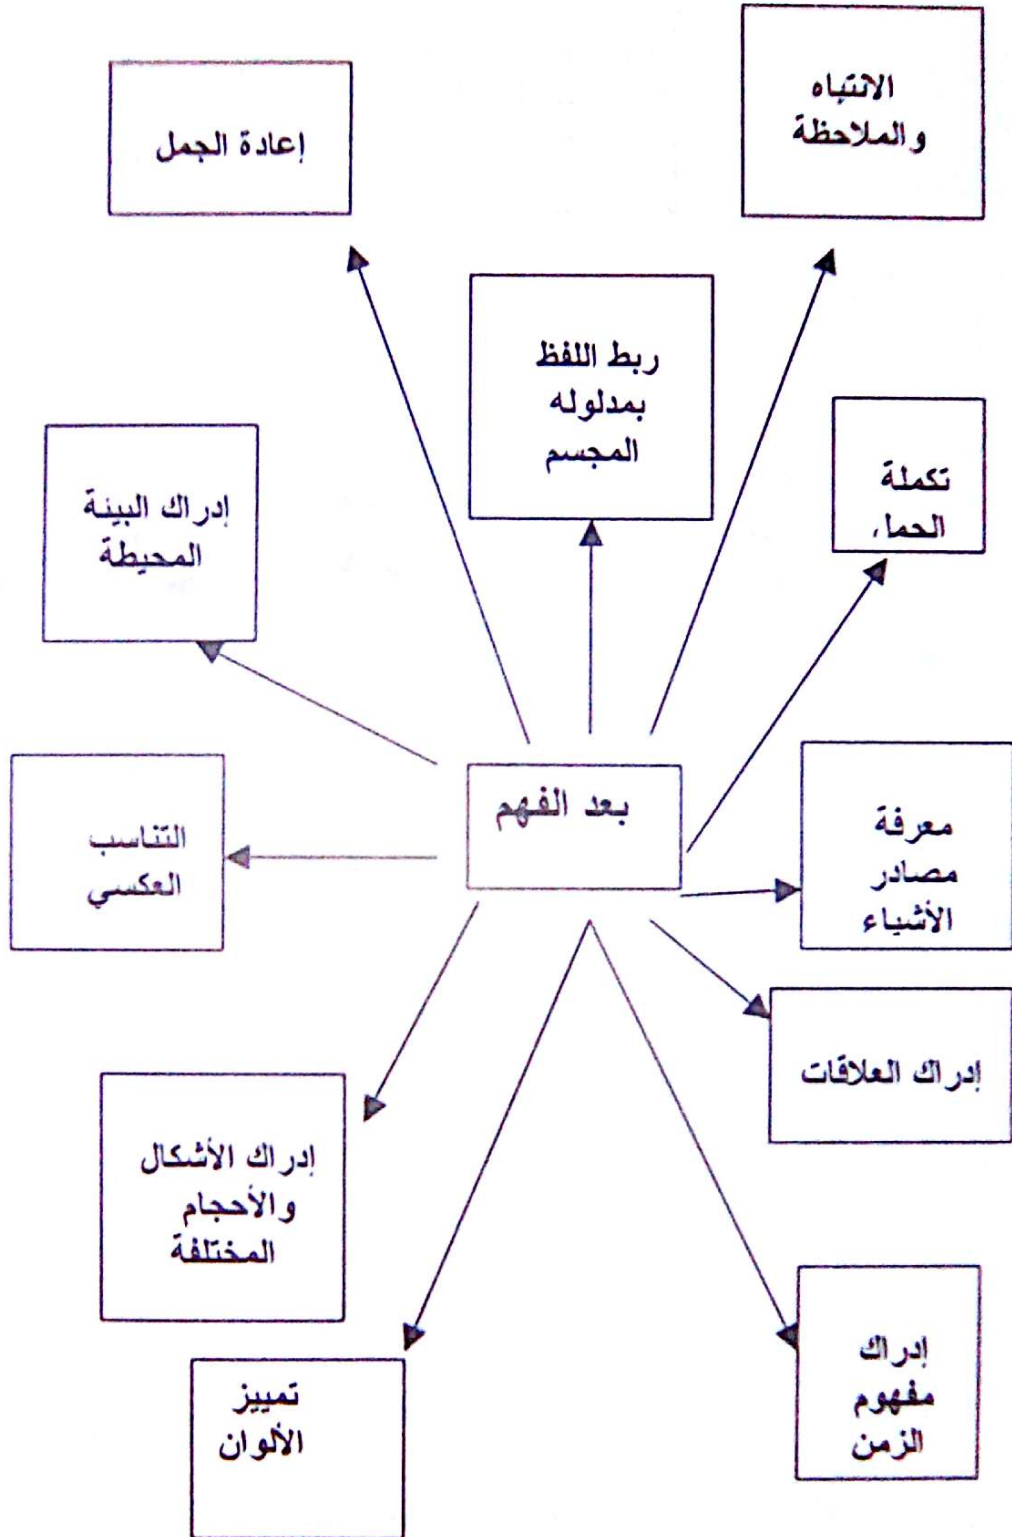 الانتباه
والملاحظة
إعادة الجمل
ربط اللفظ
بمدلوله
المجسم
تكملة
إدراك البيئة
المحيطة
بعد الفهم
معرفة
مصادر
الأشياء
التناسب
العكسي
إدراك العلاقات
إدراك الأشكال
والأحجام
المختلفة
إدراك
مفهوم
الزمن
تمييز
الألوان